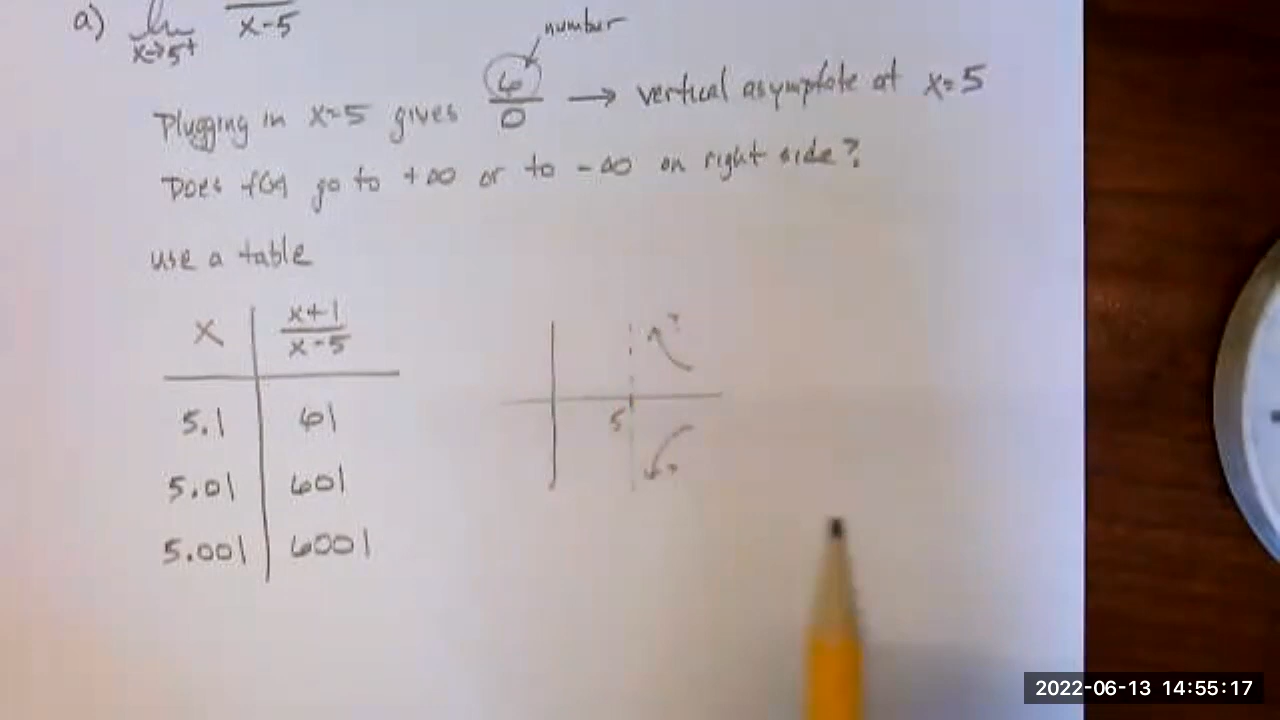 a) lim x→5⁺ ‾x-5
number
Plugging in x=5 gives 6/0 → vertical asymptote at x=5
Does f(x) go to +∞ or to -∞ on right side?
use a table
x | x+1/x-5
5.1 | 61
5.01 | 601
5.001 | 6001
?
5
?
2022-06-13 14:55:17